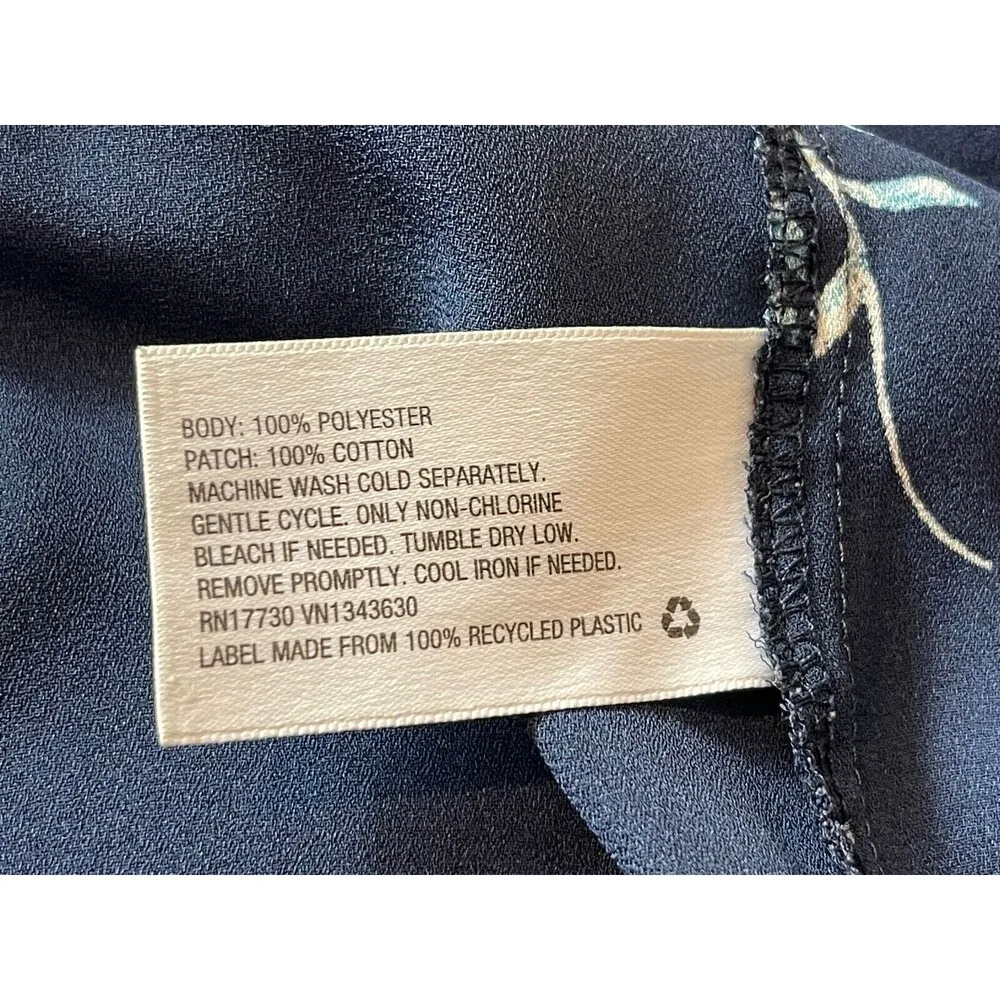 BODY: 100% POLYESTER
PATCH: 100% COTTON
MACHINE WASH COLD SEPARATELY.
GENTLE CYCLE. ONLY NON-CHLORINE
BLEACH IF NEEDED. TUMBLE DRY LOW.
REMOVE PROMPTLY. COOL IRON IF NEEDED.
RN17730 VN1343630
LABEL MADE FROM 100% RECYCLED PLASTIC